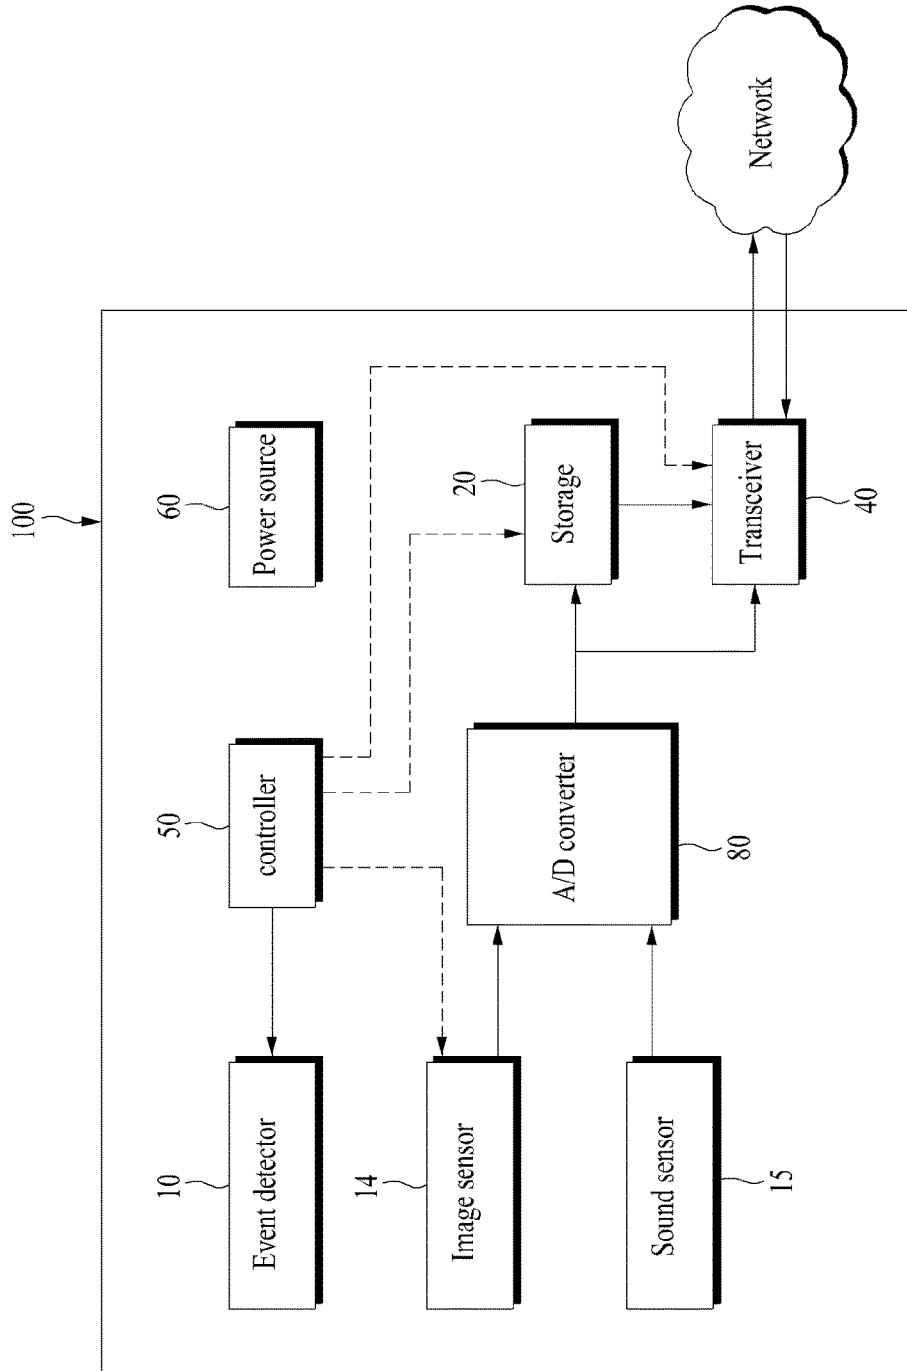 100
10
Event detector
50
controller
60
Power source
14
Image sensor
20
Storage
A/D converter
80
Sound sensor
15
Transceiver
40
Network